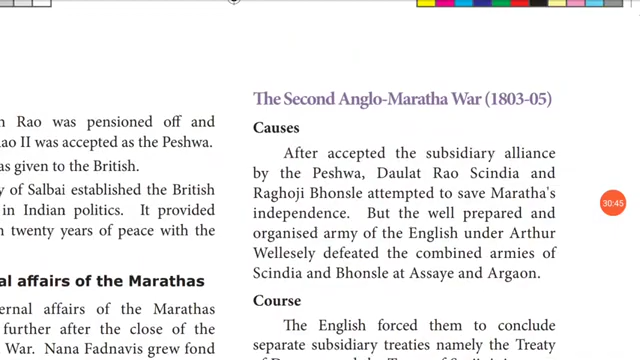 n Rao was pensioned off and
ao II was accepted as the Peshwa.
as given to the British.
y of Salbai established the British
in Indian politics. It provided
n twenty years of peace with the
al affairs of the Marathas
ernal affairs of the Marathas
further after the close of the
War. Nana Fadnavis grew fond
The Second Anglo-Maratha War (1803-05)
Causes
After accepted the subsidiary alliance
by the Peshwa, Daulat Rao Scindia and
Raghoji Bhonsle attempted to save Maratha's
independence. But the well prepared and
organised army of the English under Arthur
Wellesely defeated the combined armies of
Scindia and Bhonsle at Assaye and Argaon.
Course
The English forced them to conclude
separate subsidiary treaties namely the Treaty
30:45